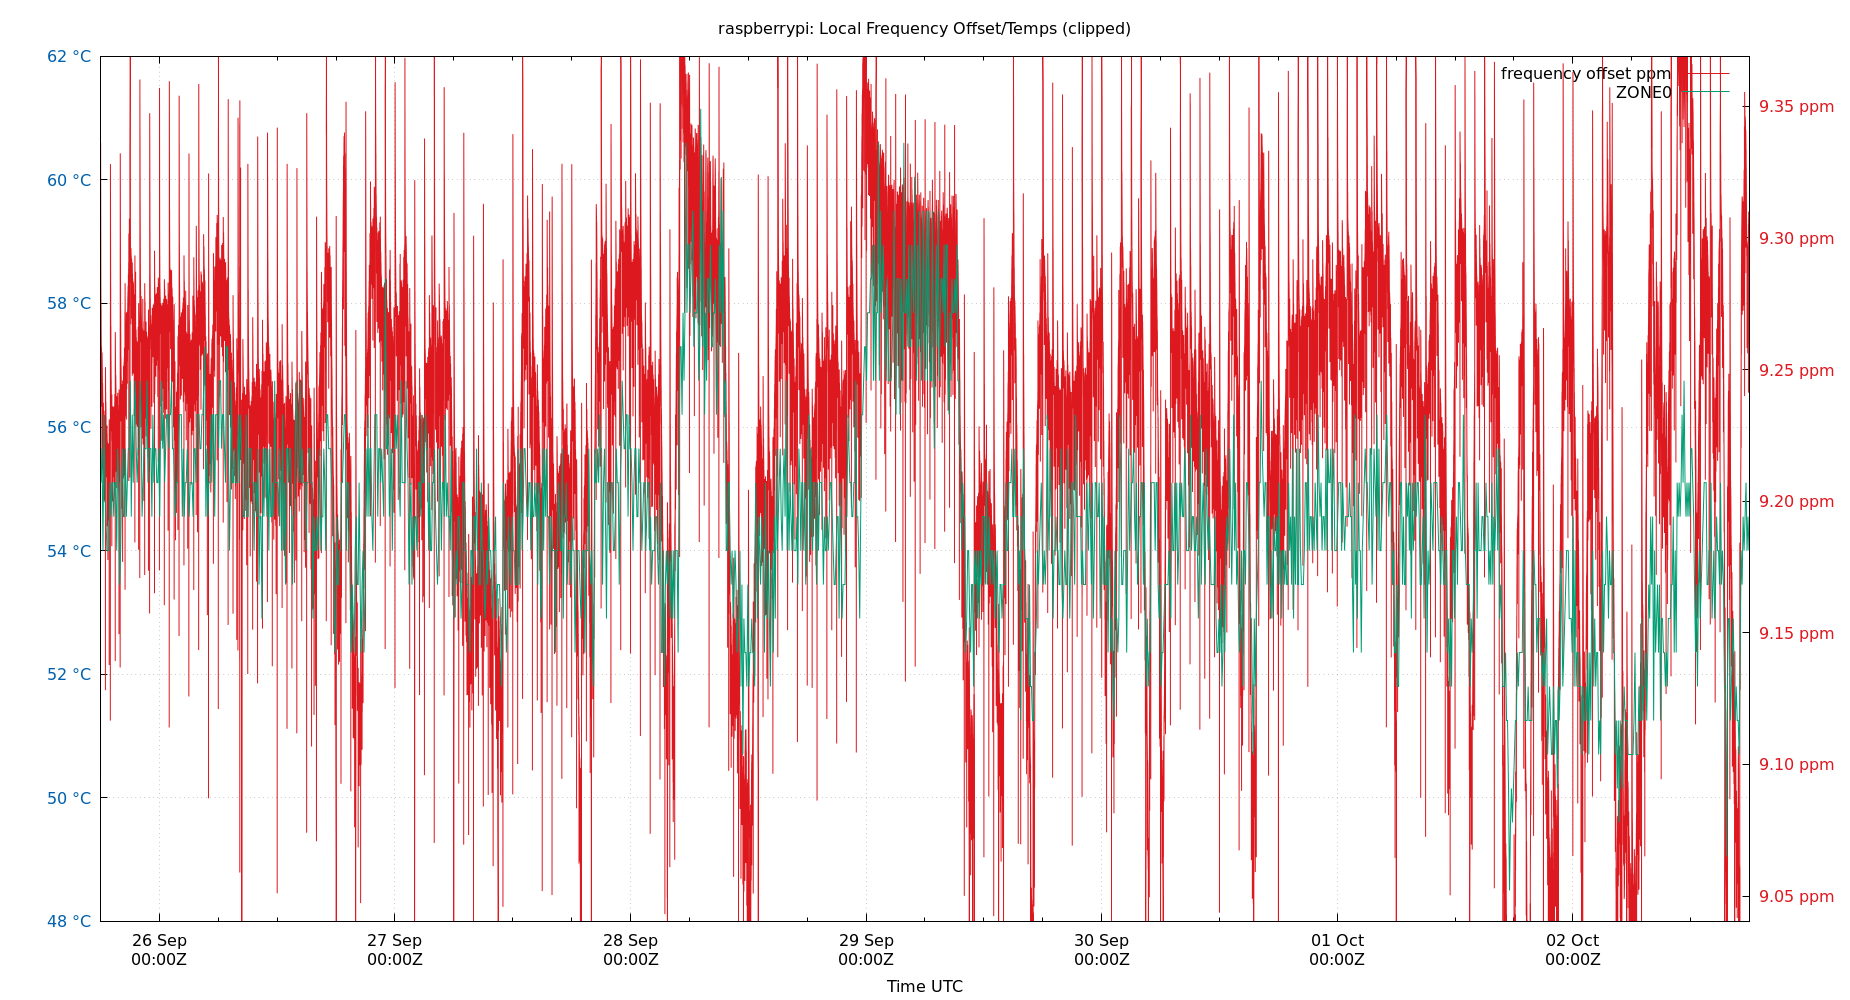 raspberrypi: Local Frequency Offset/Temps (clipped)
62 °C
60 °C
58 °C
56 °C
54 °C
52 °C
50 °C
48 °C
frequency offset ppm
ZONE0
9.35 ppm
9.30 ppm
9.25 ppm
9.20 ppm
9.15 ppm
9.10 ppm
9.05 ppm
26 Sep 27 Sep 28 Sep 29 Sep 30 Sep 01 Oct 02 Oct
00:00Z 00:00Z 00:00Z 00:00Z 00:00Z 00:00Z 00:00Z
Time UTC